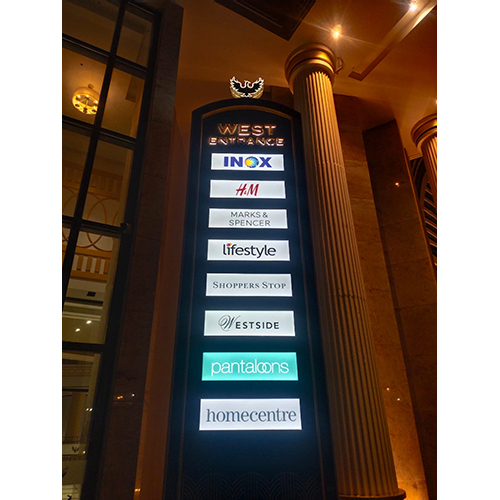 WEST
ENTRANCE
INOX
H&M
MARKS &
SPENCER
lifestyle
SHOPPERS STOP
WESTSIDE
pantaloons
homecentre